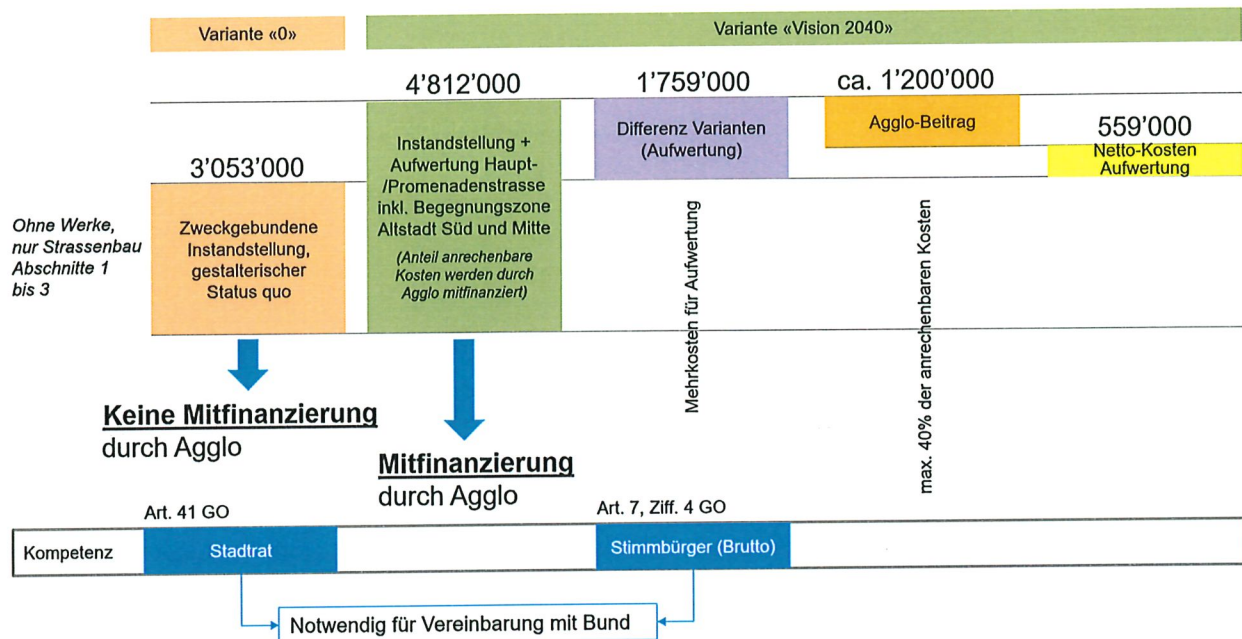 Variante «0»
Variante «Vision 2040»
4’812’000
1’759’000
ca. 1’200’000
559’000
3’053’000
Ohne Werke,
nur Strassenbau
Abschnitte 1
bis 3
Zweckgebundene
Instandstellung,
gestalterischer
Status quo
Instandstellung +
Aufwertung Haupt-
/Promenadenstrasse
inkl. Begegnungszone
Altstadt Süd und Mitte
(Anteil anrechenbare
Kosten werden durch
Agglo mitfinanziert)
Differenz Varianten
(Aufwertung)
Agglo-Beitrag
Netto-Kosten
Aufwertung
Mehrkosten für Aufwertung
max. 40% der anrechenbaren Kosten
Keine Mitfinanzierung
durch Agglo
Mitfinanzierung
durch Agglo
Art. 41 GO
Art. 7, Ziff. 4 GO
Kompetenz
Stadtrat
Stimmbürger (Brutto)
Notwendig für Vereinbarung mit Bund